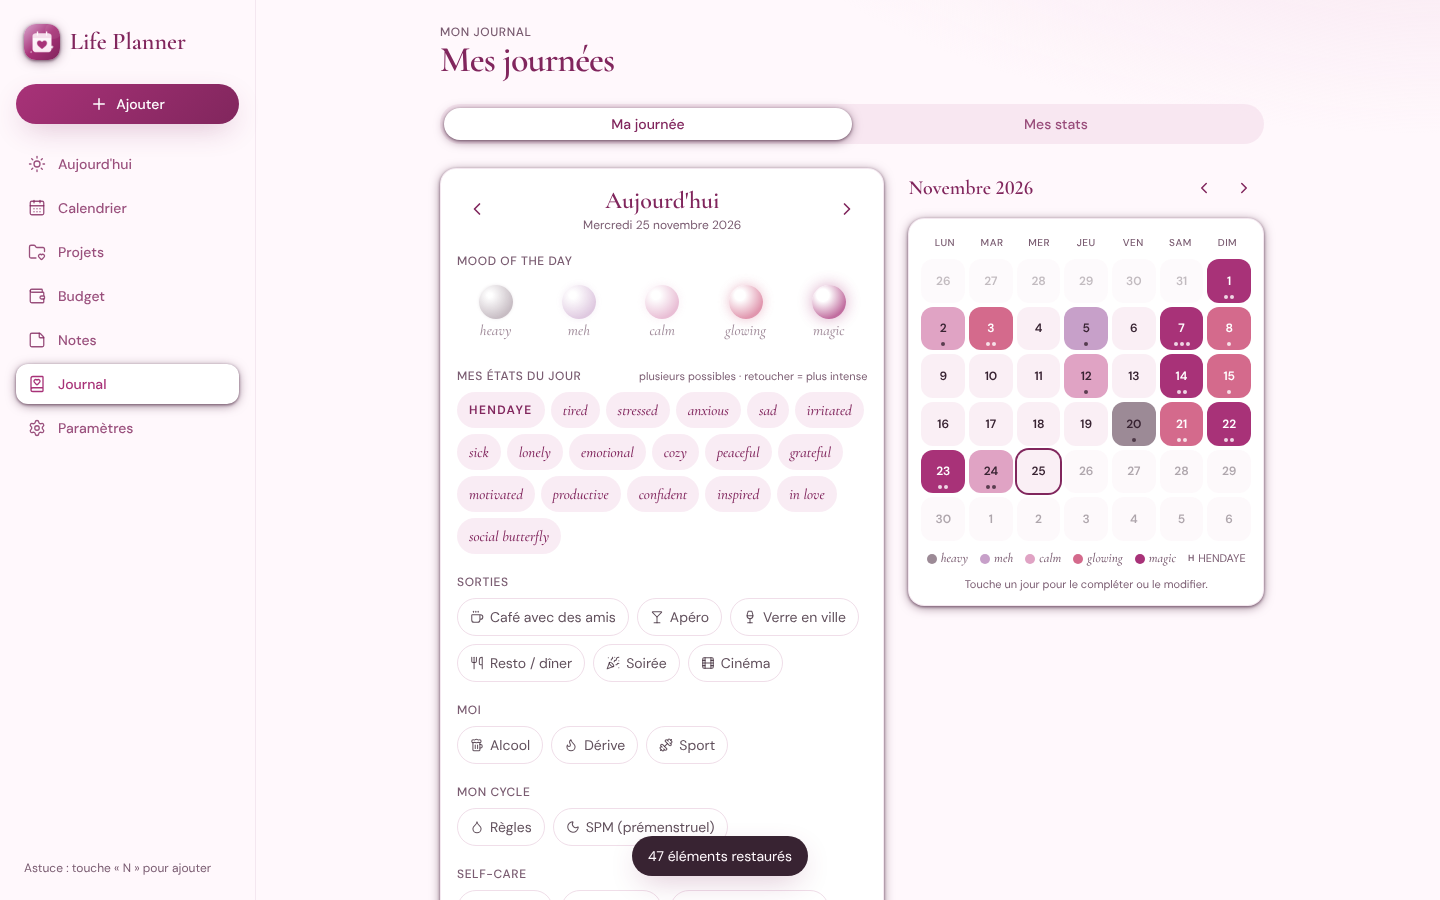 Life Planner
Ajouter
Aujourd'hui
Calendrier
Projets
Budget
Notes
Journal
Paramètres
Astuce : touche « N » pour ajouter
MON JOURNAL
Mes journées
Ma journée
Mes stats
Aujourd'hui
Mercredi 25 novembre 2026
MOOD OF THE DAY
heavy meh calm glowing magic
MES ÉTATS DU JOUR plusieurs possibles · retoucher = plus intense
HENDAYE tired stressed anxious sad irritated
sick lonely emotional cozy peaceful grateful
motivated productive confident inspired in love
social butterfly
SORTIES
Café avec des amis Apéro Verre en ville
Resto / dîner Soirée Cinéma
MOI
Alcool Dérive Sport
MON CYCLE
Règles SPM (prémenstruel)
47 éléments restaurés
SELF-CARE
Novembre 2026
LUN MAR MER JEU VEN SAM DIM
26 27 28 29 30 31 1
2 3 4 5 6 7 8
9 10 11 12 13 14 15
16 17 18 19 20 21 22
23 24 25 26 27 28 29
30 1 2 3 4 5 6
heavy meh calm glowing magic H HENDAYE
Touche un jour pour le compléter ou le modifier.